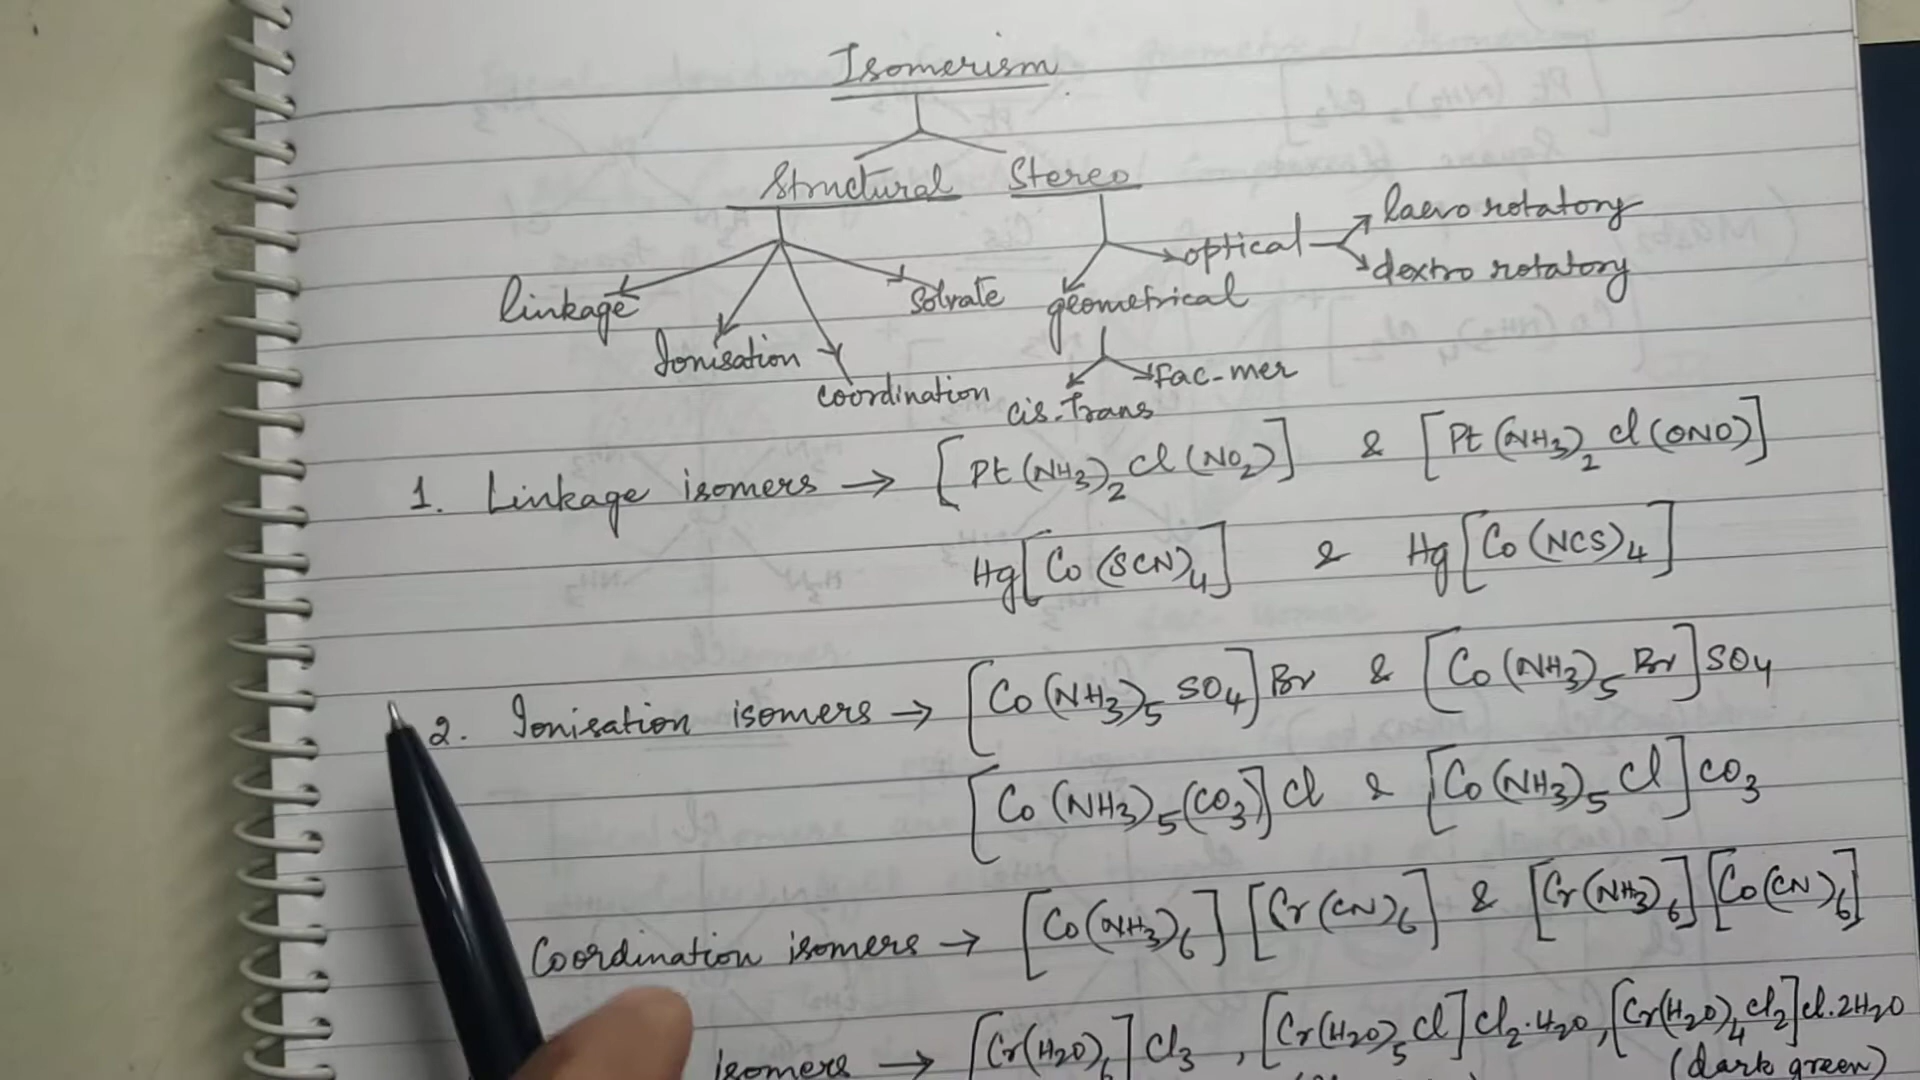 Isomerism
Structural Stereo
laevo rotatory
optical
dextro rotatory
linkage
solvate
geometrical
Ionisation
coordination
fac-mer
cis-Trans
1. Linkage isomers → [Pt(NH3)2Cl(NO2)] & [Pt(NH3)2Cl(ONO)]
Hg[Co(SCN)4] & Hg[Co(NCS)4]
2. Ionisation isomers → [Co(NH3)5SO4]Br & [Co(NH3)5Br]SO4
[Co(NH3)5(CO3)]Cl & [Co(NH3)5Cl]CO3
Coordination isomers → [Co(NH3)6][Cr(CN)6] & [Cr(NH3)6][Co(CN)6]
isomers → [Cr(H2O)6]Cl3, [Cr(H2O)5Cl]Cl2·H2O, [Cr(H2O)4Cl2]Cl·2H2O
(dark green)